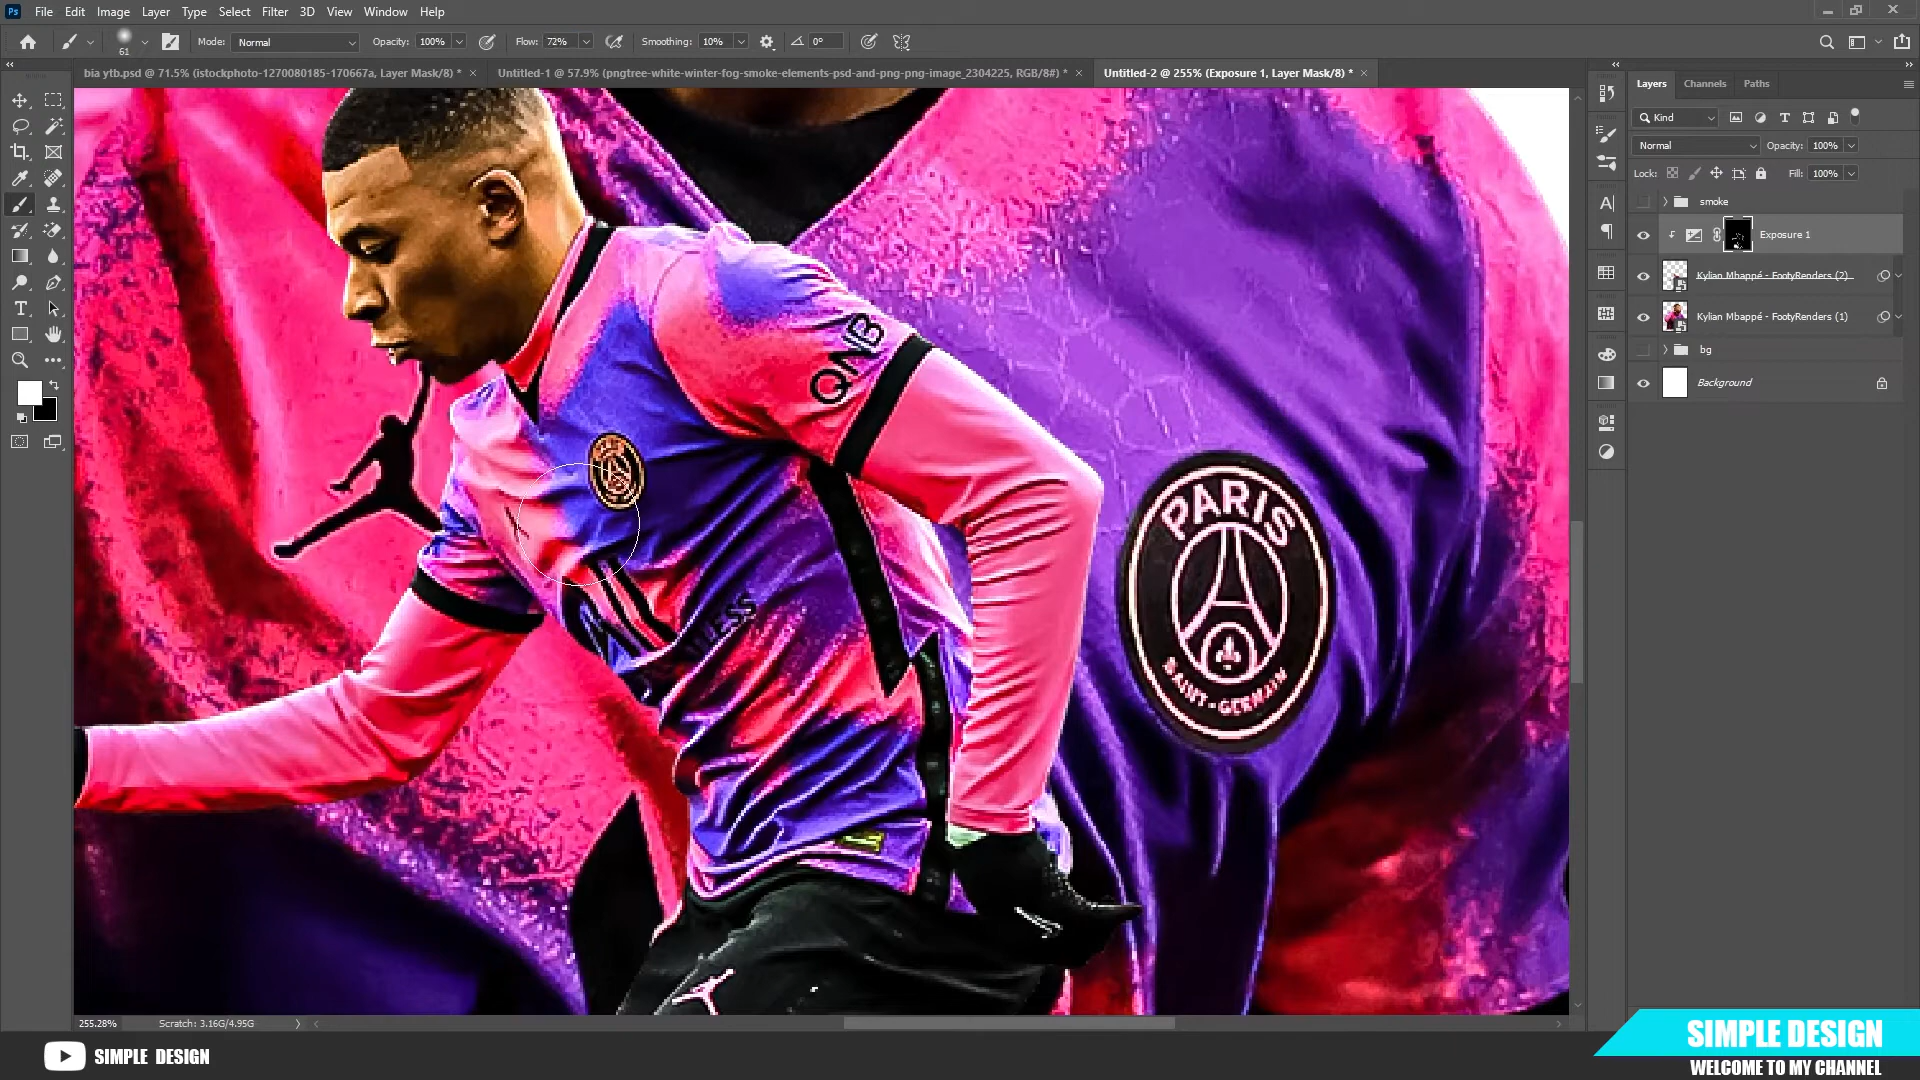 Ps File Edit Image Layer Type Select Filter 3D View Window Help
61 Mode: Normal Opacity: 100% Flow: 72% Smoothing: 10% 0°
bia ytb.psd @ 71.5% (istockphoto-1270080185-170667a, Layer Mask/8) * × Untitled-1 @ 57.9% (pngtree-white-winter-fog-smoke-elements-psd-and-png-png-image_2304225, RGB/8#) * × Untitled-2 @ 255% (Exposure 1, Layer Mask/8) * ×
Layers Channels Paths
Kind
Normal Opacity: 100%
Lock: Fill: 100%
smoke
Exposure 1
Kylian Mbappé - FootyRenders (2)
Kylian Mbappé - FootyRenders (1)
bg
Background
QNB
PARIS
SAINT-GERMAIN
255.28% Scratch: 3.16G/4.95G
SIMPLE DESIGN
SIMPLE DESIGN
WELCOME TO MY CHANNEL